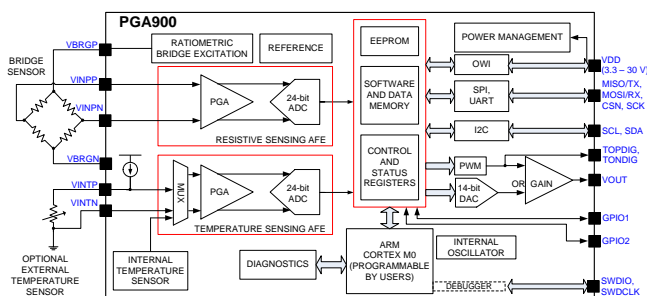 PGA900
VBRGP
RATIOMETRIC
BRIDGE EXCITATION
REFERENCE
EEPROM
POWER MANAGEMENT
BRIDGE
SENSOR
VDD
(3.3 – 30 V)
OWI
VINPP
PGA
24-bit
ADC
SOFTWARE
AND DATA
MEMORY
SPI,
UART
MISO/TX,
MOSI/RX,
CSN, SCK
VINPN
RESISTIVE SENSING AFE
I2C
SCL, SDA
VBRGN
CONTROL
AND
STATUS
REGISTERS
TOPDIG,
TONDIG
PWM
VINTP
MUX
PGA
24-bit
ADC
14-bit
DAC
OR
GAIN
VOUT
VINTN
TEMPERATURE SENSING AFE
GPIO1
GPIO2
OPTIONAL
EXTERNAL
TEMPERATURE
SENSOR
INTERNAL
TEMPERATURE
SENSOR
DIAGNOSTICS
ARM
CORTEX M0
(PROGRAMMABLE
BY USERS)
INTERNAL
OSCILLATOR
DEBUGGER
SWDIO,
SWDCLK